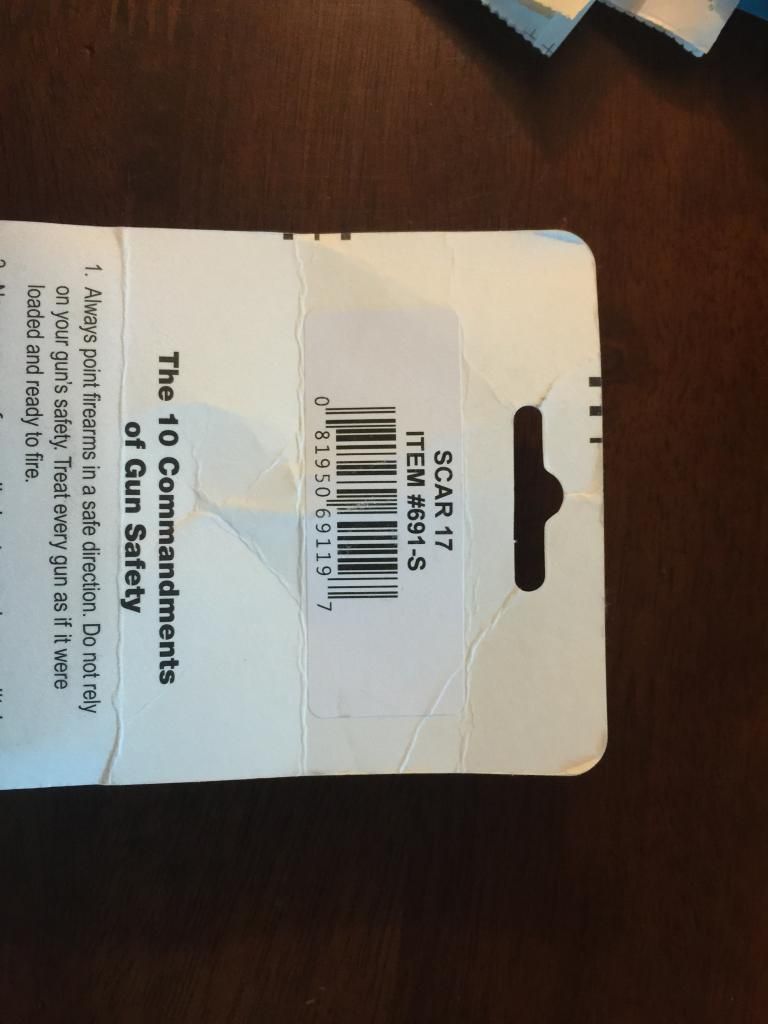 SCAR 17
ITEM #691-S
0 81950 69119 7
The 10 Commandments
of Gun Safety
1. Always point firearms in a safe direction. Do not rely
on your gun's safety. Treat every gun as if it were
loaded and ready to fire.